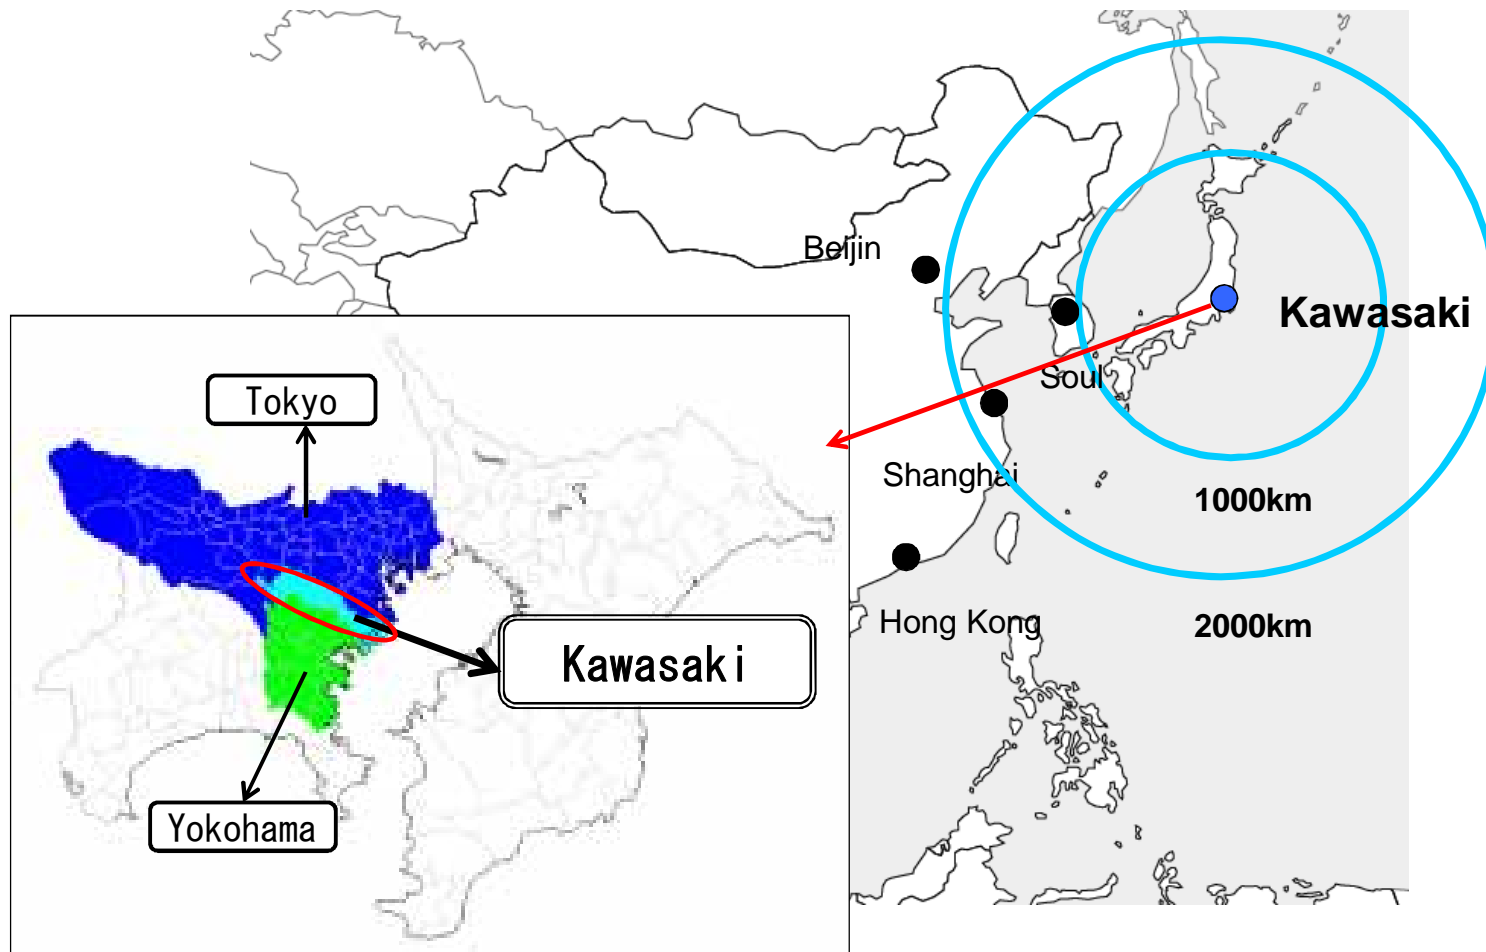 Beijin
Kawasaki
Soul
Tokyo
Shanghai
1000km
Hong Kong
2000km
Kawasaki
Yokohama